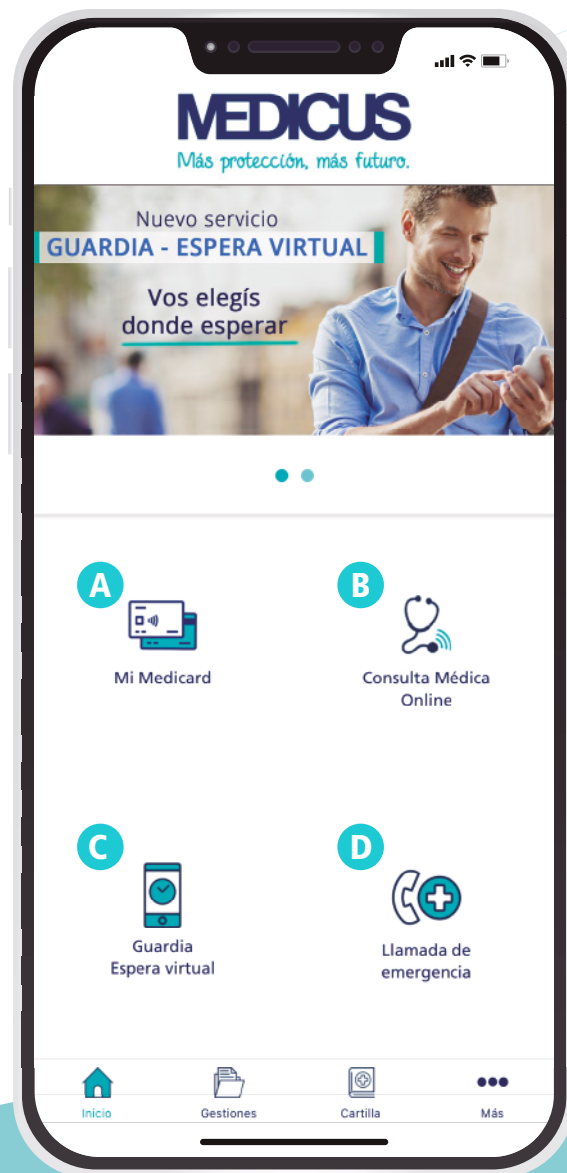 MEDICUS
Más protección, más futuro.
Nuevo servicio
GUARDIA - ESPERA VIRTUAL
Vos elegís
donde esperar
A
B
Mi Medicard
Consulta Médica
Online
C
D
Guardia
Espera virtual
Llamada de
emergencia
Inicio
Gestiones
Cartilla
Más